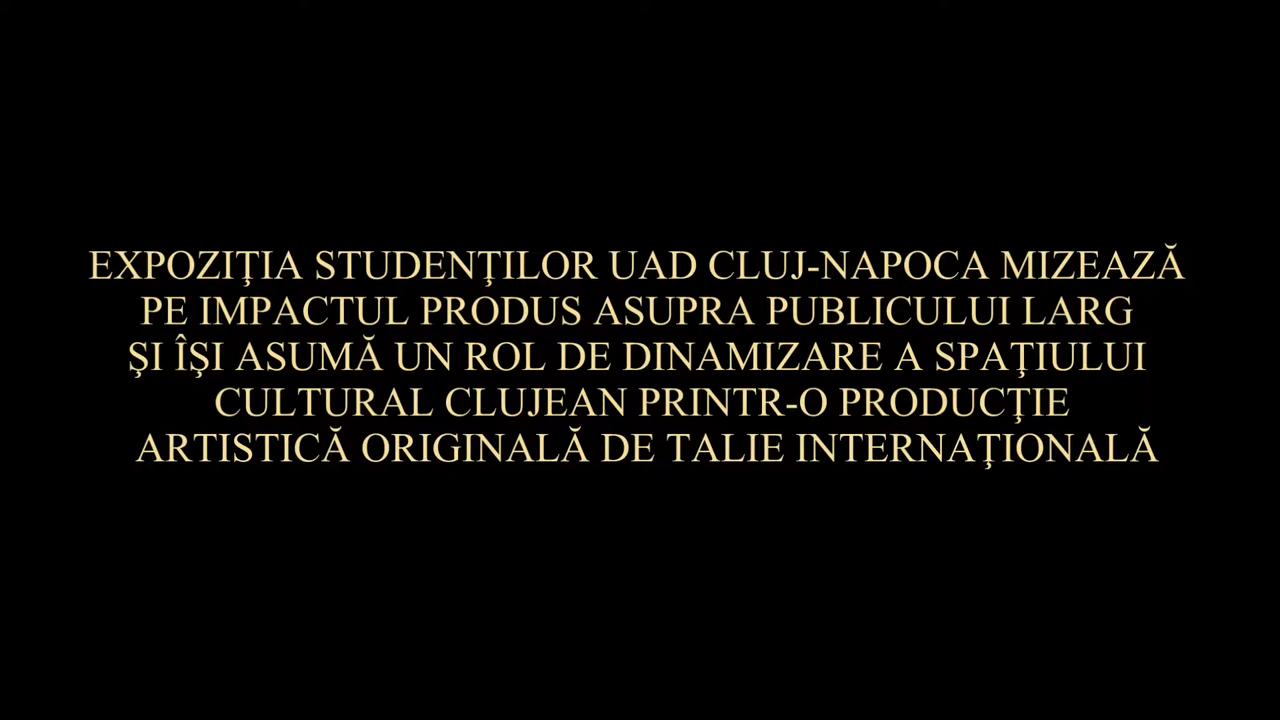 EXPOZIŢIA STUDENŢILOR UAD CLUJ-NAPOCA MIZEAZĂ
PE IMPACTUL PRODUS ASUPRA PUBLICULUI LARG
ŞI ÎŞI ASUMĂ UN ROL DE DINAMIZARE A SPAŢIULUI
CULTURAL CLUJEAN PRINTR-O PRODUCŢIE
ARTISTICĂ ORIGINALĂ DE TALIE INTERNAŢIONALĂ